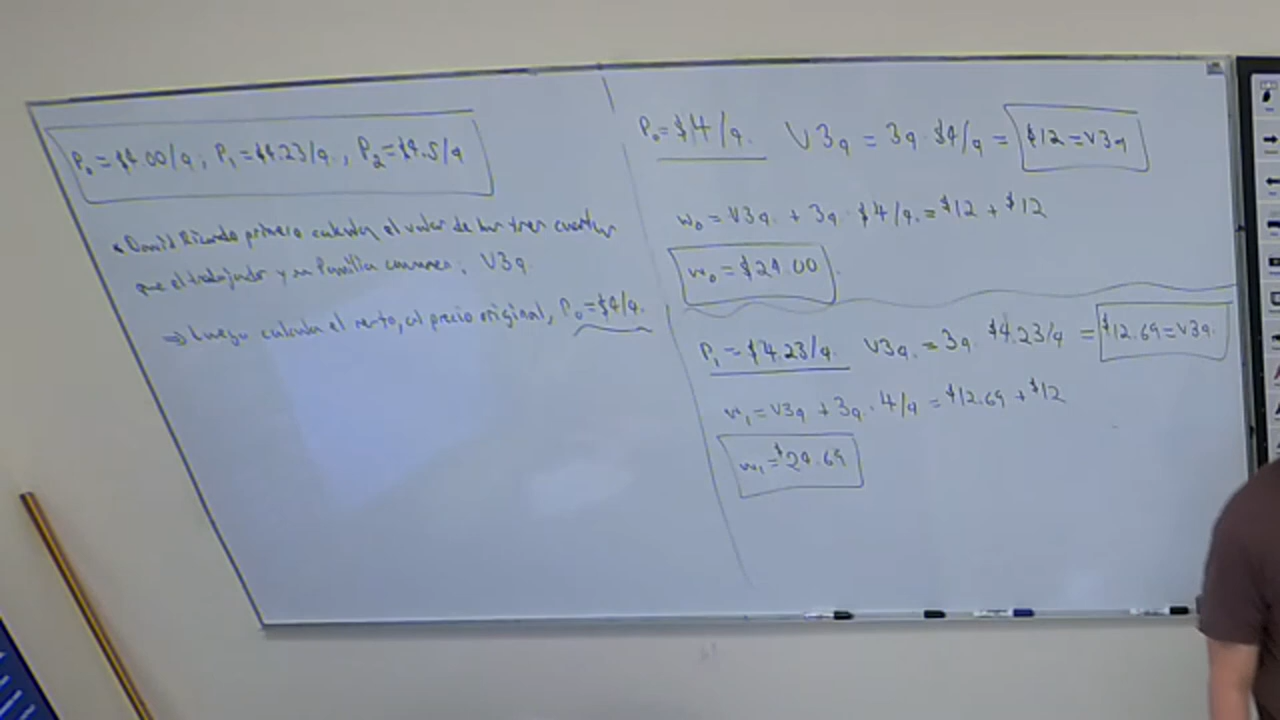 P₀ = $4.00/q, P₁ = $4.23/q, P₂ = $4.5/q
• David Ricardo primero calcula el valor de los tres cuartos
que el trabajador y su familia consumen: V3q
⇒ Luego calcula el resto, al precio original, P₀ = $4/q.
P₀ = $4/q. V3q = 3q · $4/q = $12 = V3q
w₀ = V3q + 3q · $4/q. = $12 + $12
w₀ = $24.00
P₁ = $4.23/q. V3q. = 3q $4.23/q = $12.69 = V3q.
w₁ = V3q + 3q · 4/q = $12.69 + $12
w₁ = $24.69